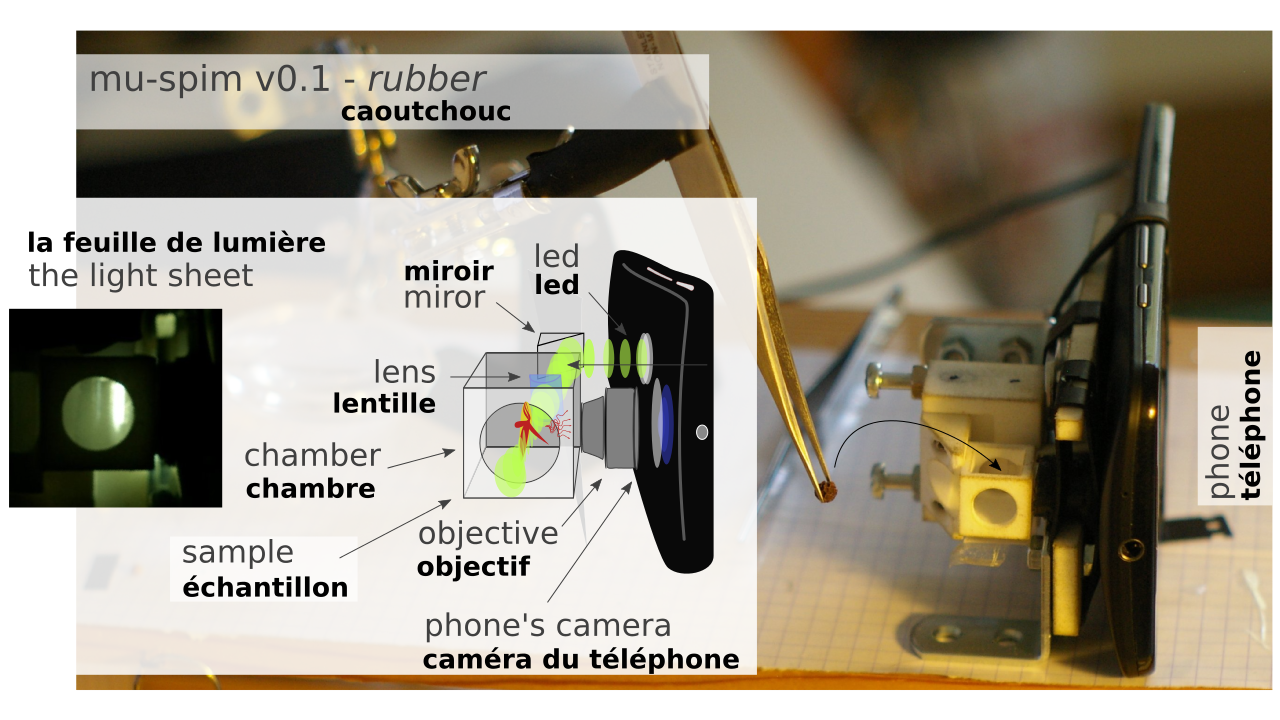 mu-spim v0.1 - rubber
caoutchouc
la feuille de lumière
the light sheet
miroir
miror
led
led
lens
lentille
chamber
chambre
sample
échantillon
objective
objectif
phone's camera
caméra du téléphone
phone
téléphone